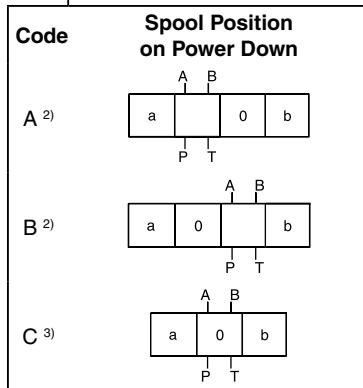 Code Spool Position
on Power Down
A B
A 2) a 0 b
P T
A B
B 2) a 0 b
P T
A B
C 3) a 0 b
P T